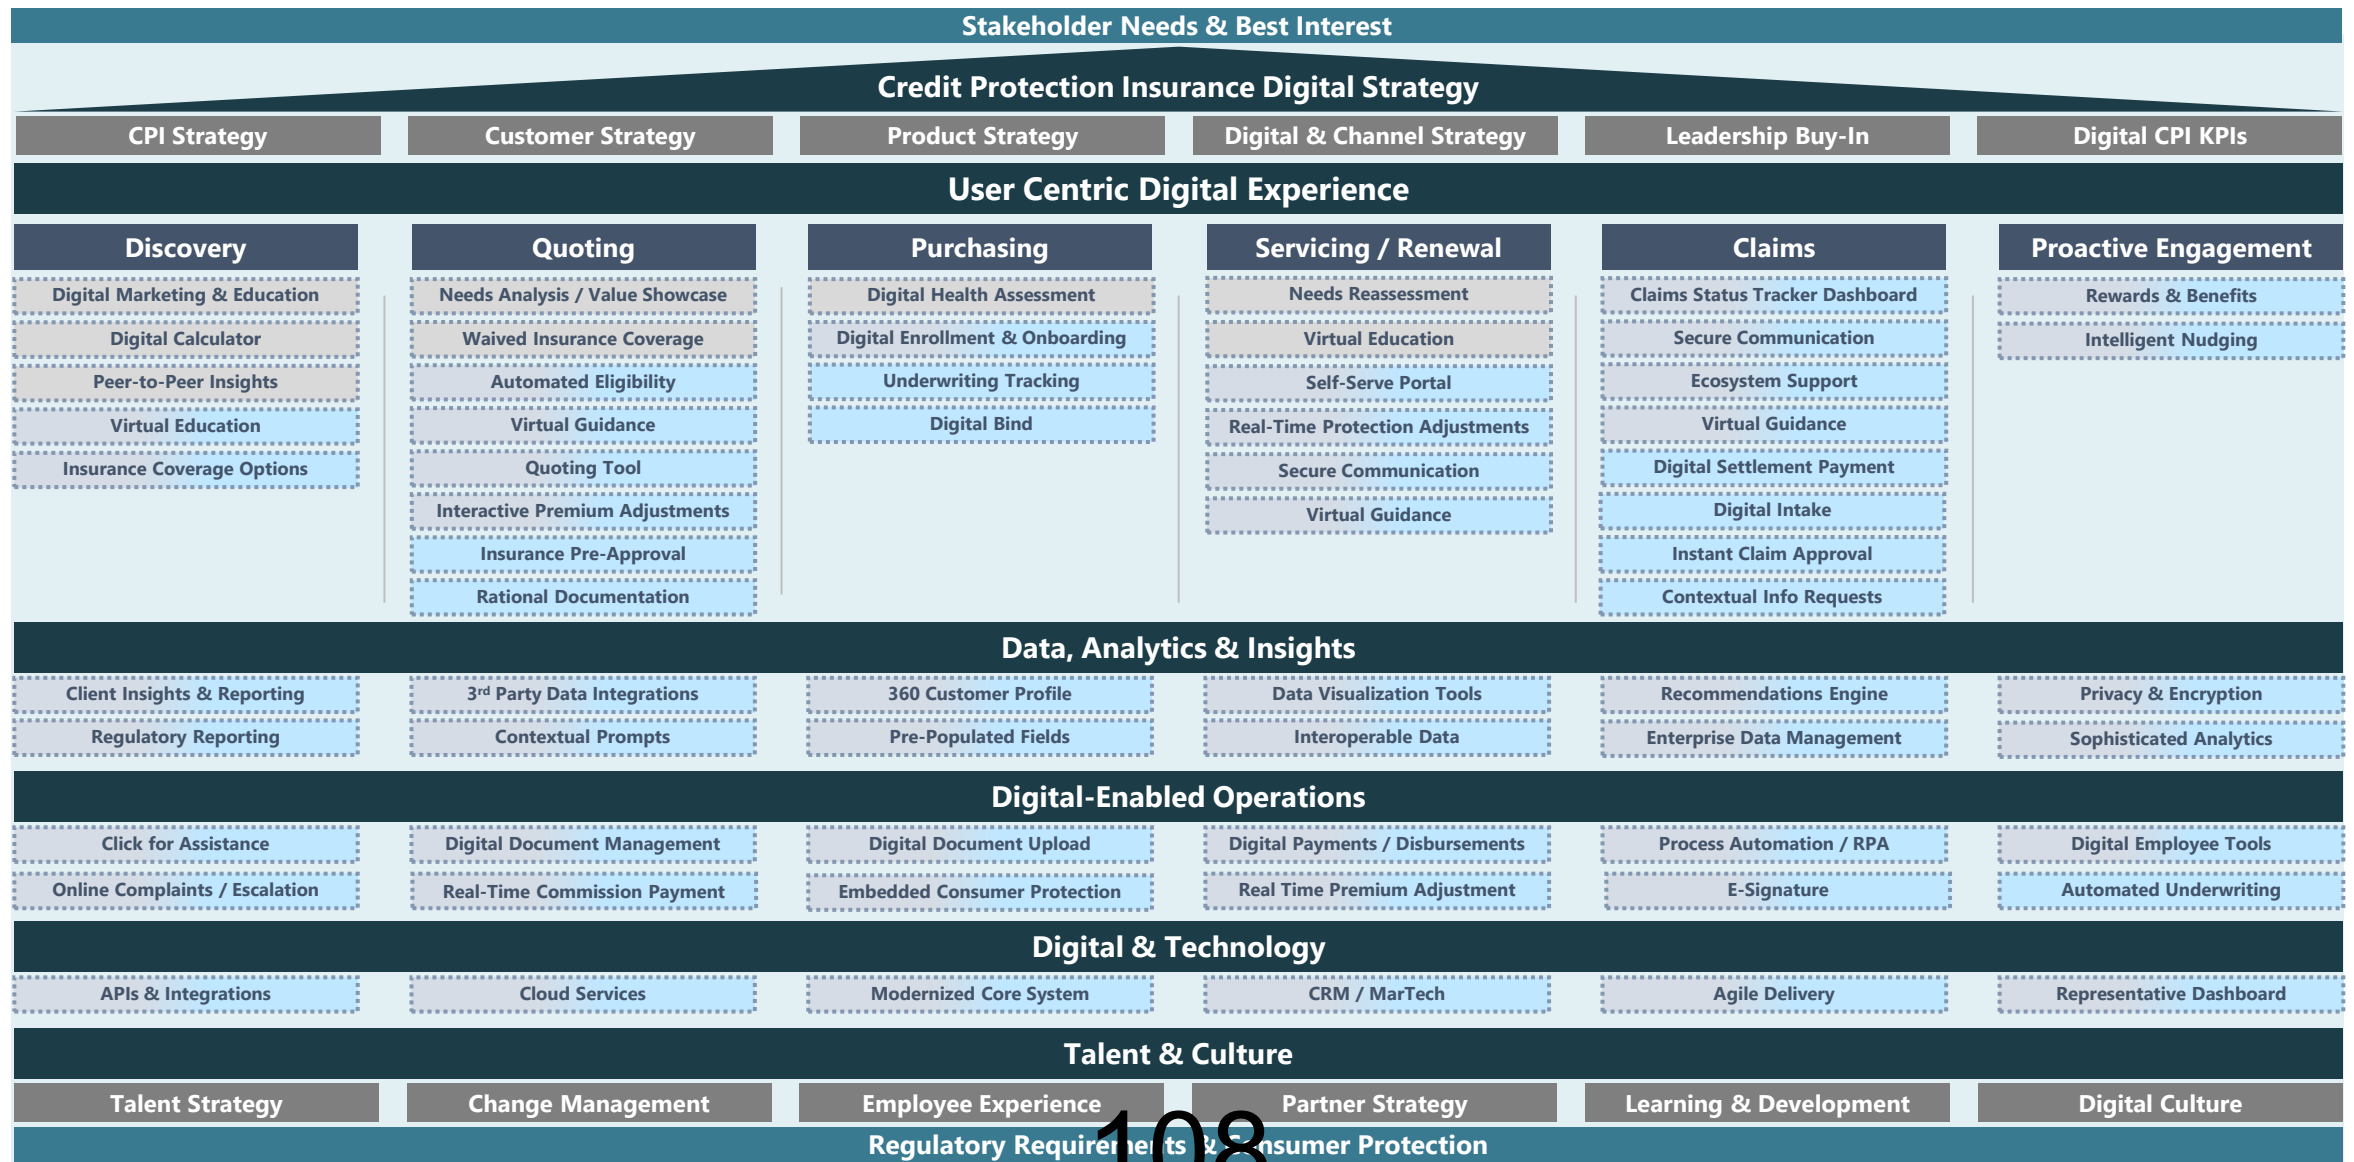 Stakeholder Needs & Best Interest
Credit Protection Insurance Digital Strategy
CPI Strategy
Customer Strategy
Product Strategy
Digital & Channel Strategy
Leadership Buy-In
Digital CPI KPIs
User Centric Digital Experience
Discovery
Digital Marketing & Education
Digital Calculator
Peer-to-Peer Insights
Virtual Education
Insurance Coverage Options
Quoting
Needs Analysis / Value Showcase
Waived Insurance Coverage
Automated Eligibility
Virtual Guidance
Quoting Tool
Interactive Premium Adjustments
Insurance Pre-Approval
Rational Documentation
Purchasing
Digital Health Assessment
Digital Enrollment & Onboarding
Underwriting Tracking
Digital Bind
Servicing / Renewal
Needs Reassessment
Virtual Education
Self-Serve Portal
Real-Time Protection Adjustments
Secure Communication
Virtual Guidance
Claims
Claims Status Tracker Dashboard
Secure Communication
Ecosystem Support
Virtual Guidance
Digital Settlement Payment
Digital Intake
Instant Claim Approval
Contextual Info Requests
Proactive Engagement
Rewards & Benefits
Intelligent Nudging
Data, Analytics & Insights
Client Insights & Reporting
3rd Party Data Integrations
360 Customer Profile
Data Visualization Tools
Recommendations Engine
Privacy & Encryption
Regulatory Reporting
Contextual Prompts
Pre-Populated Fields
Interoperable Data
Enterprise Data Management
Sophisticated Analytics
Digital-Enabled Operations
Click for Assistance
Digital Document Management
Digital Document Upload
Digital Payments / Disbursements
Process Automation / RPA
Digital Employee Tools
Online Complaints / Escalation
Real-Time Commission Payment
Embedded Consumer Protection
Real Time Premium Adjustment
E-Signature
Automated Underwriting
Digital & Technology
APIs & Integrations
Cloud Services
Modernized Core System
CRM / MarTech
Agile Delivery
Representative Dashboard
Talent & Culture
Talent Strategy
Change Management
Employee Experience
Partner Strategy
Learning & Development
Digital Culture
Regulatory Requirements & Consumer Protection
108